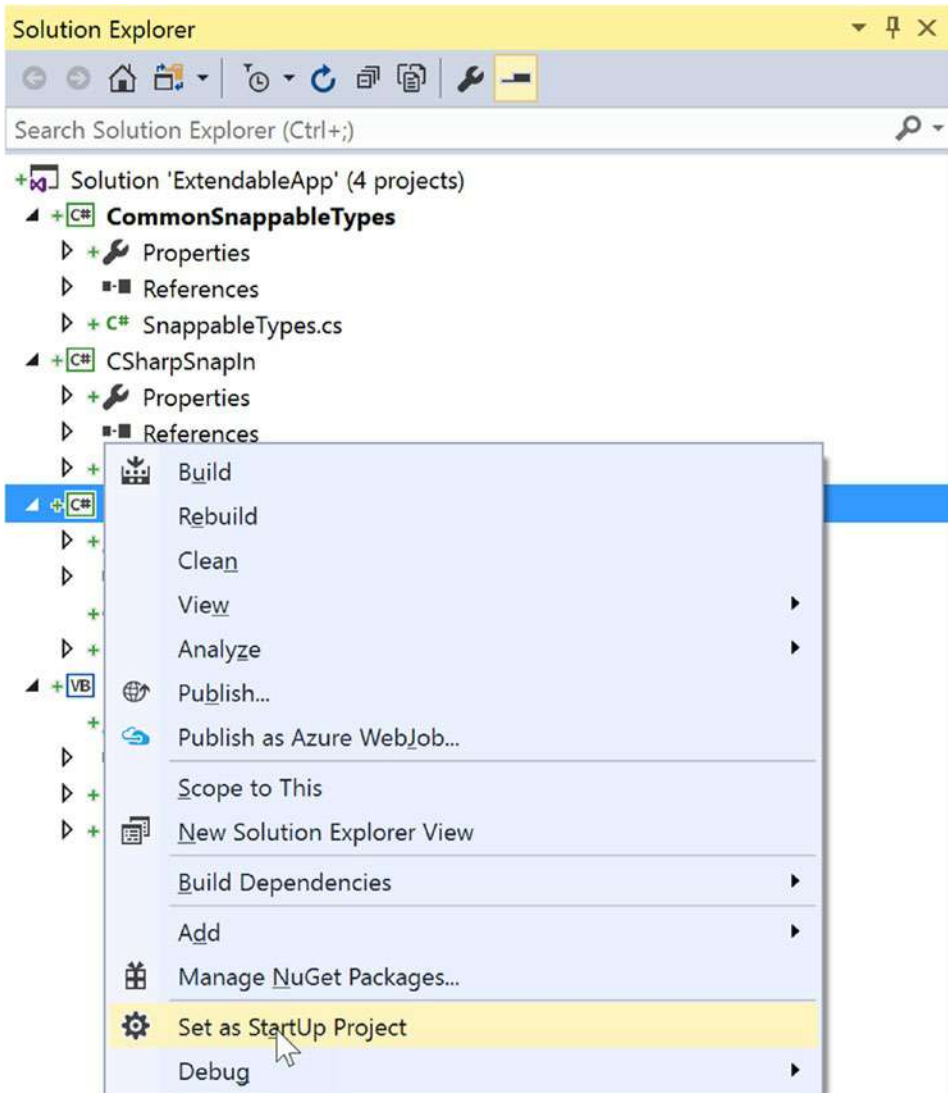 Solution Explorer
Search Solution Explorer (Ctrl+;)
Solution 'ExtendableApp' (4 projects)
C# CommonSnappableTypes
Properties
References
C# SnappableTypes.cs
C# CSharpSnapIn
Properties
References
Build
C#
Rebuild
Clean
View
Analyze
VB
Publish...
Publish as Azure WebJob...
Scope to This
New Solution Explorer View
Build Dependencies
Add
Manage NuGet Packages...
Set as StartUp Project
Debug